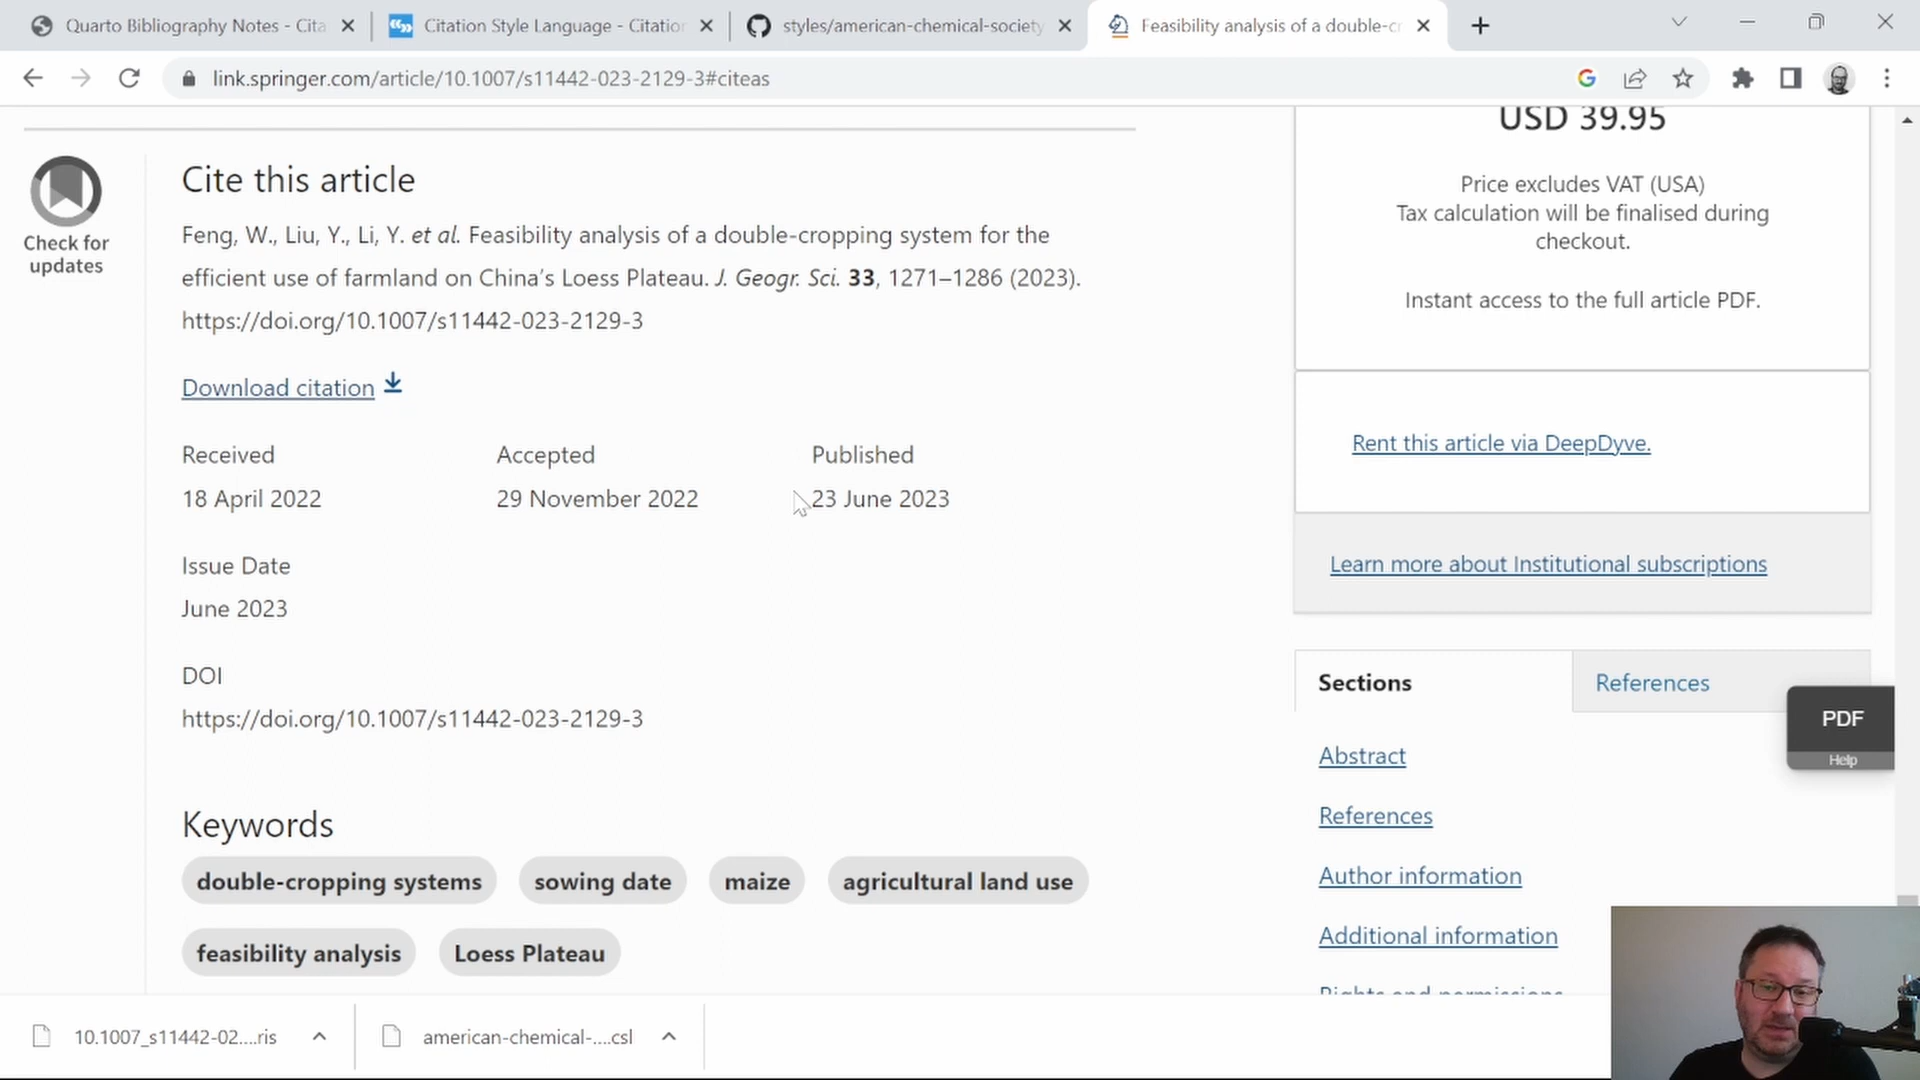 Quarto Bibliography Notes - Cita
Citation Style Language - Citation
styles/american-chemical-society
Feasibility analysis of a double-cr
link.springer.com/article/10.1007/s11442-023-2129-3#citeas
Check for
updates
Cite this article
Feng, W., Liu, Y., Li, Y. et al. Feasibility analysis of a double-cropping system for the
efficient use of farmland on China's Loess Plateau. J. Geogr. Sci. 33, 1271–1286 (2023).
https://doi.org/10.1007/s11442-023-2129-3
Download citation
Received
18 April 2022
Accepted
29 November 2022
Published
23 June 2023
Issue Date
June 2023
DOI
https://doi.org/10.1007/s11442-023-2129-3
Keywords
double-cropping systems
sowing date
maize
agricultural land use
feasibility analysis
Loess Plateau
USD 39.95
Price excludes VAT (USA)
Tax calculation will be finalised during
checkout.
Instant access to the full article PDF.
Rent this article via DeepDyve.
Learn more about Institutional subscriptions
Sections
References
PDF
Help
Abstract
References
Author information
Additional information
Rights and permissions
10.1007_s11442-02....ris
american-chemical-....csl